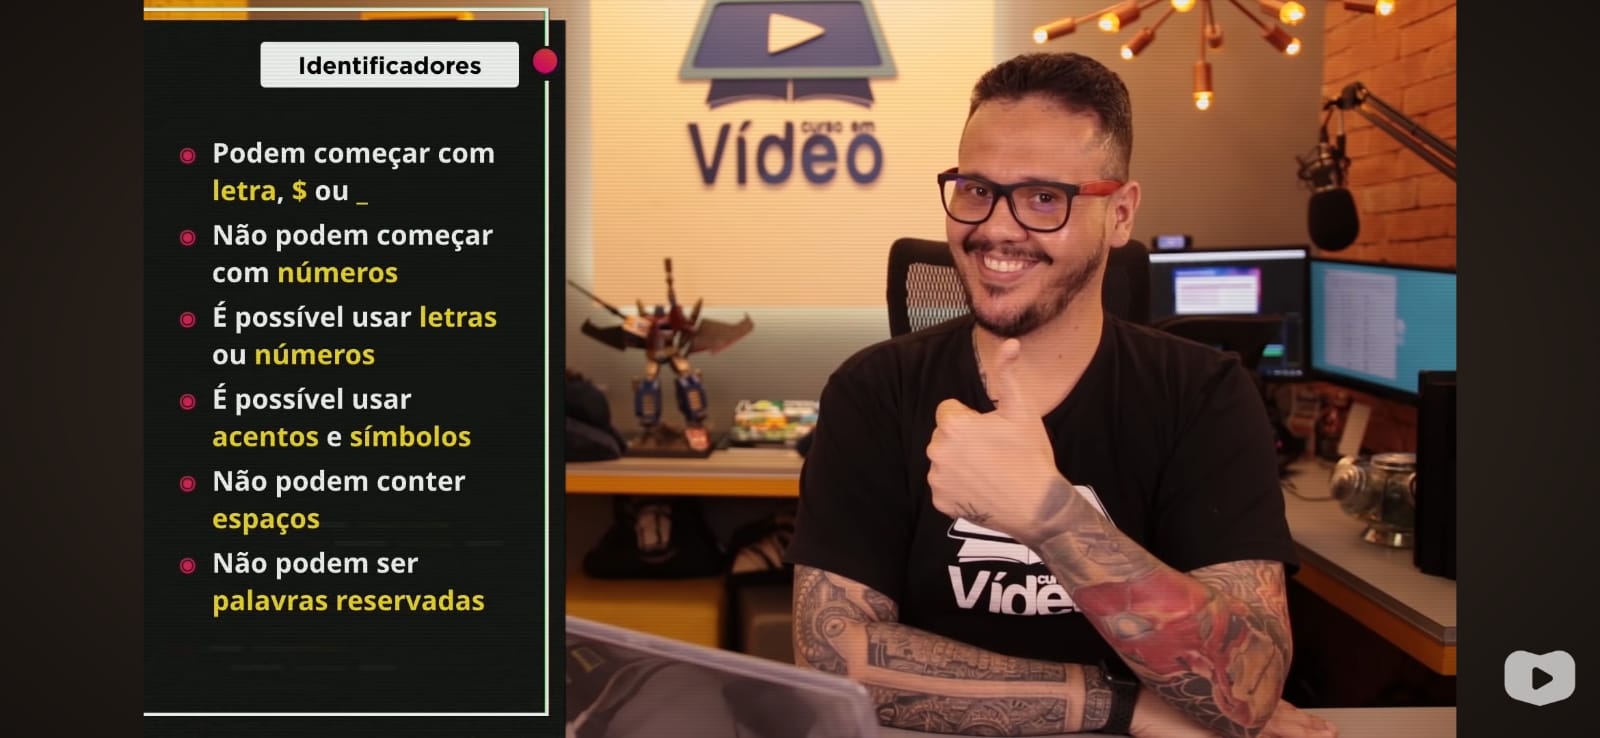 Identificadores
Podem começar com
letra, $ ou _
Não podem começar
com números
É possível usar letras
ou números
É possível usar
acentos e símbolos
Não podem conter
espaços
Não podem ser
palavras reservadas
curso em
Vídeo
cur
Víde